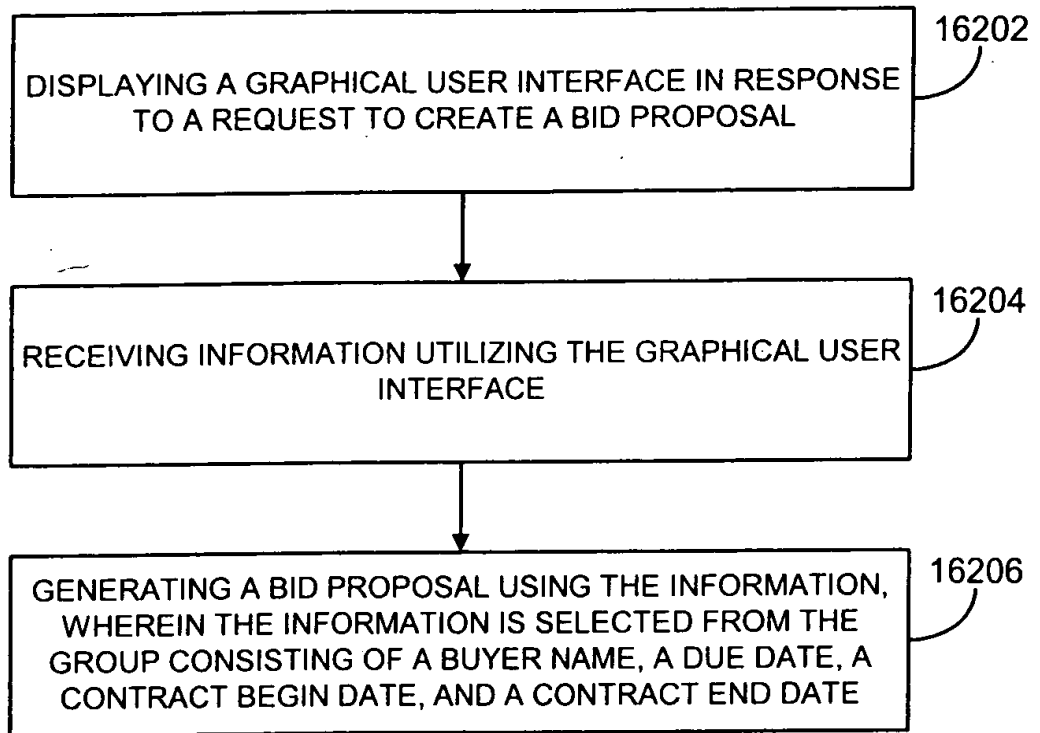 16202
DISPLAYING A GRAPHICAL USER INTERFACE IN RESPONSE
TO A REQUEST TO CREATE A BID PROPOSAL
16204
RECEIVING INFORMATION UTILIZING THE GRAPHICAL USER
INTERFACE
16206
GENERATING A BID PROPOSAL USING THE INFORMATION,
WHEREIN THE INFORMATION IS SELECTED FROM THE
GROUP CONSISTING OF A BUYER NAME, A DUE DATE, A
CONTRACT BEGIN DATE, AND A CONTRACT END DATE